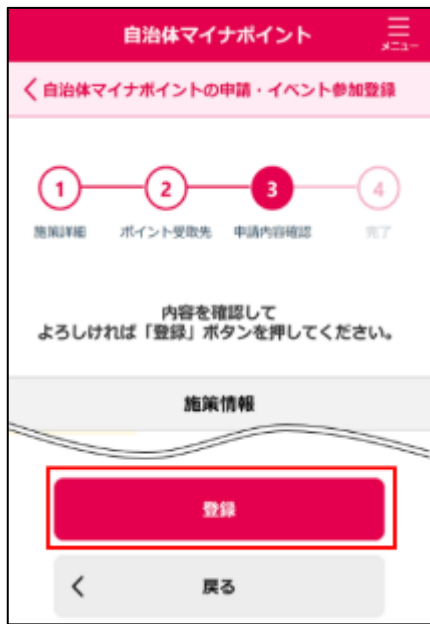 自治体マイナポイント
メニュー
自治体マイナポイントの申請・イベント参加登録
1
2
3
4
施策詳細
ポイント受取先
申請内容確認
完了
内容を確認して
よろしければ「登録」ボタンを押してください。
施策情報
登録
戻る